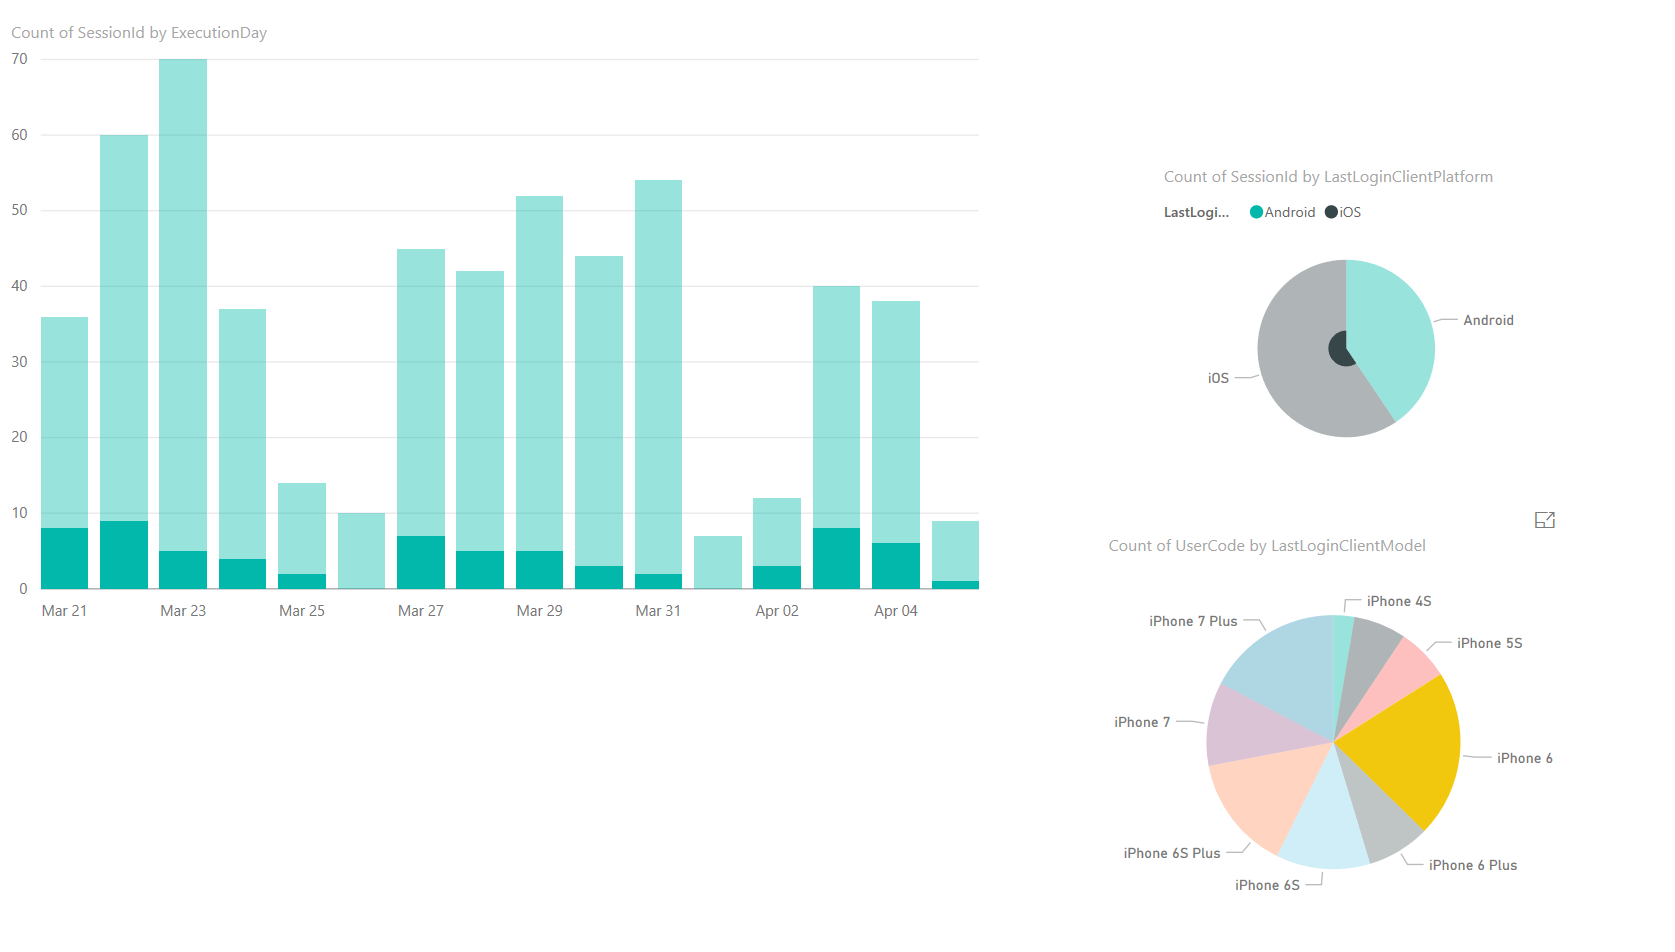 Count of SessionId by ExecutionDay
70
60
50
40
30
20
10
0
Mar 21 Mar 23 Mar 25 Mar 27 Mar 29 Mar 31 Apr 02 Apr 04
Count of SessionId by LastLoginClientPlatform
LastLogi... Android iOS
Android
iOS
Count of UserCode by LastLoginClientModel
iPhone 4S
iPhone 7 Plus
iPhone 5S
iPhone 7
iPhone 6
iPhone 6S Plus
iPhone 6 Plus
iPhone 6S